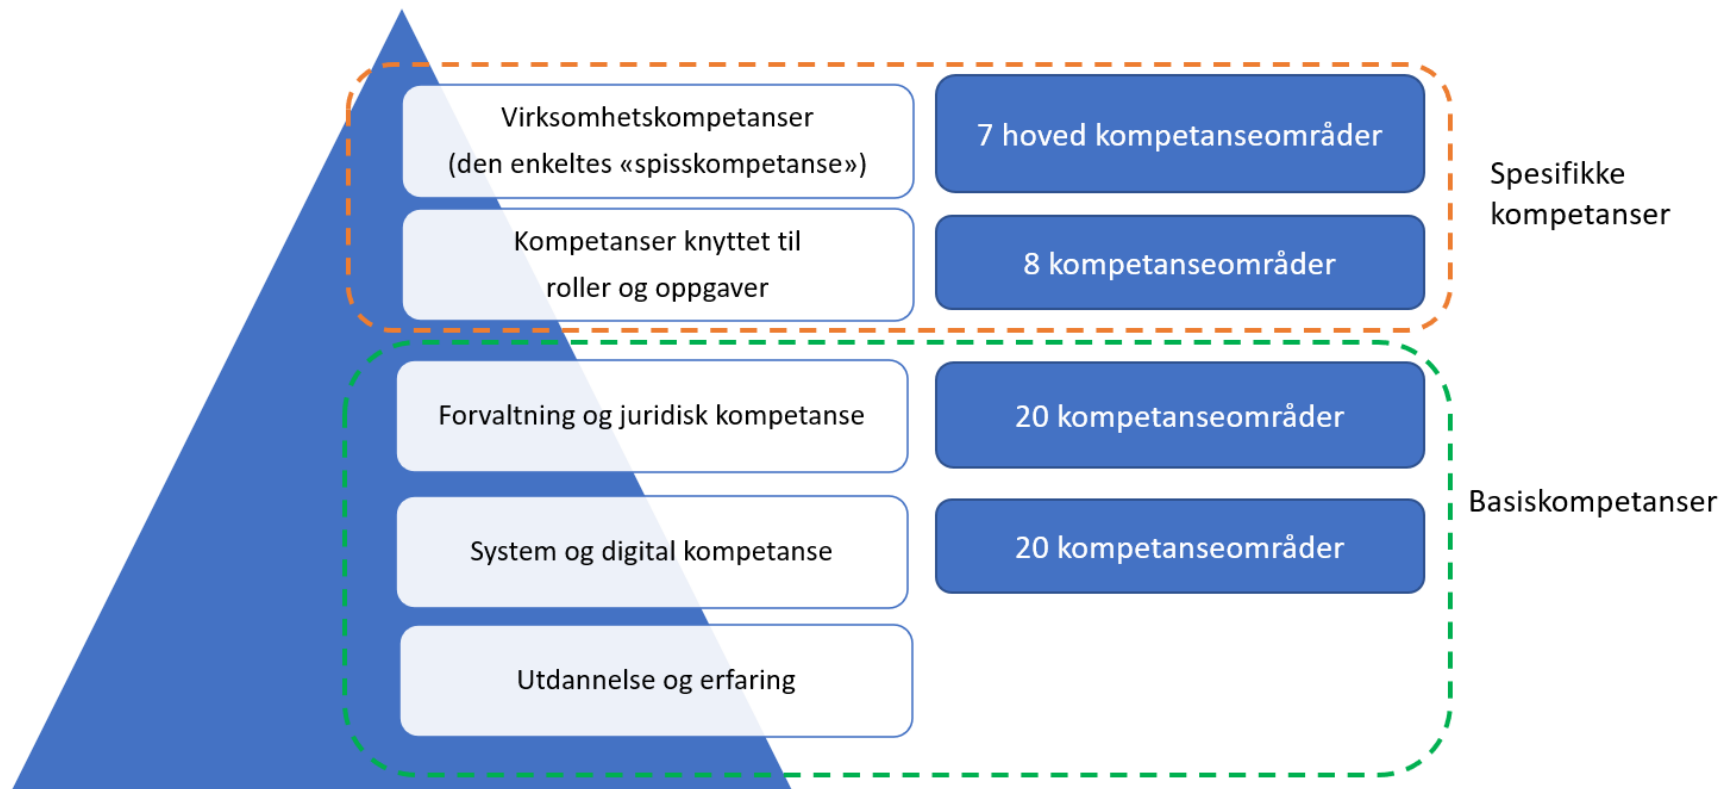 Virksomhetskompetanser
(den enkeltes «spisskompetanse»)
7 hoved kompetanseområder
Kompetanser knyttet til
roller og oppgaver
8 kompetanseområder
Spesifikke
kompetanser
Forvaltning og juridisk kompetanse
20 kompetanseområder
System og digital kompetanse
20 kompetanseområder
Utdannelse og erfaring
Basiskompetanser